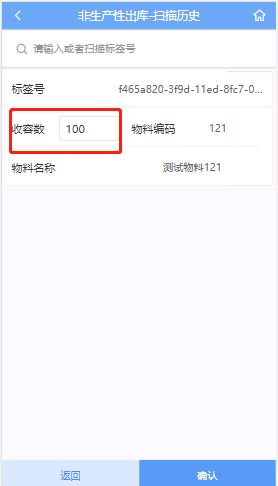 非生产性出库-扫描历史
请输入或者扫描标签号
标签号 f465a820-3f9d-11ed-8fc7-0...
收容数 100 物料编码 121
物料名称 测试物料121
返回 确认